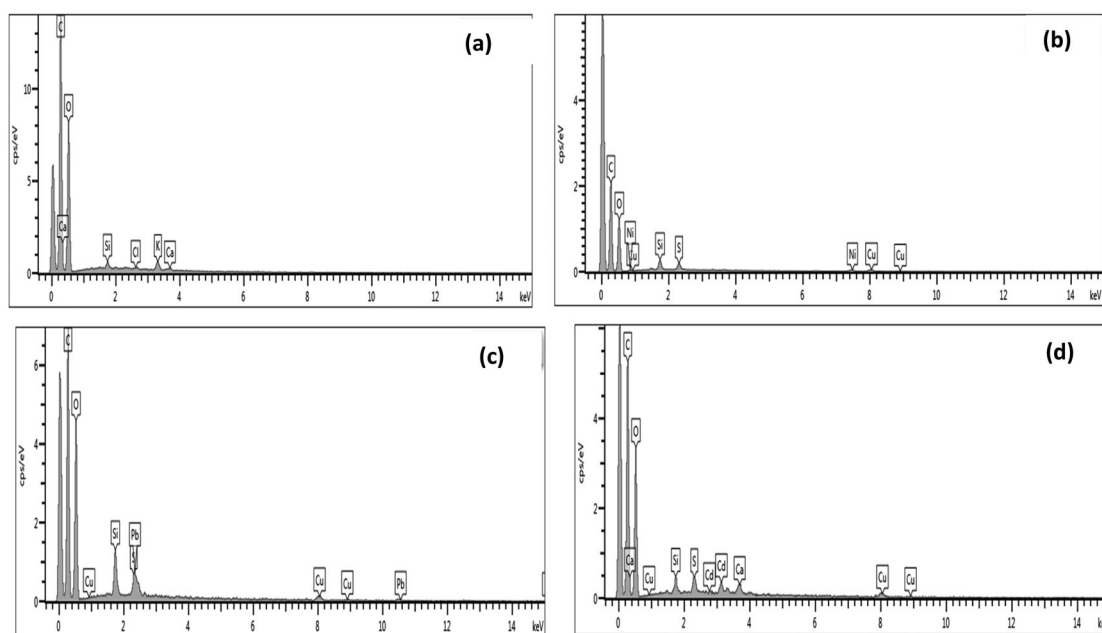 (a)
C
O
Ca
Si
Cl
K
Ca
cps/eV
10
5
0
0 2 4 6 8 10 12 14 keV
(b)
C
O
Ni
Cu
Si
S
Ni
Cu
Cu
cps/eV
4
2
0
0 2 4 6 8 10 12 14 keV
(c)
C
O
Cu
Si
Pb
S
Cu
Cu
Pb
cps/eV
6
4
2
0
0 2 4 6 8 10 12 14 keV
(d)
C
O
Ca
Cu
Si
S
Cd
Cd
Ca
Cu
Cu
cps/eV
4
2
0
0 2 4 6 8 10 12 14